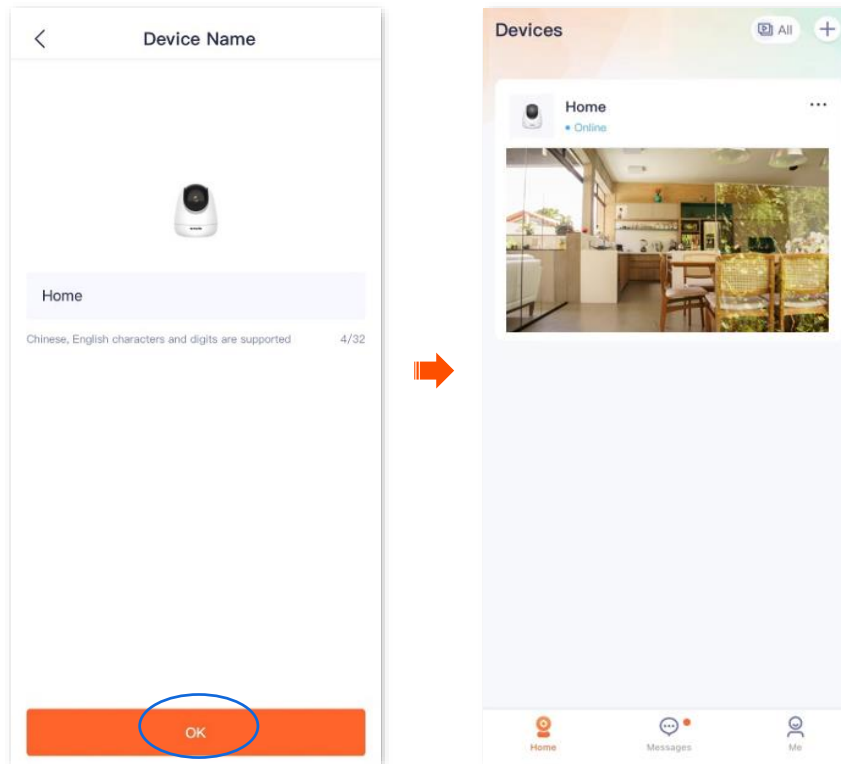 Device Name
Home
Chinese, English characters and digits are supported 4/32
OK
Devices
All
Home
Online
Home Messages Me